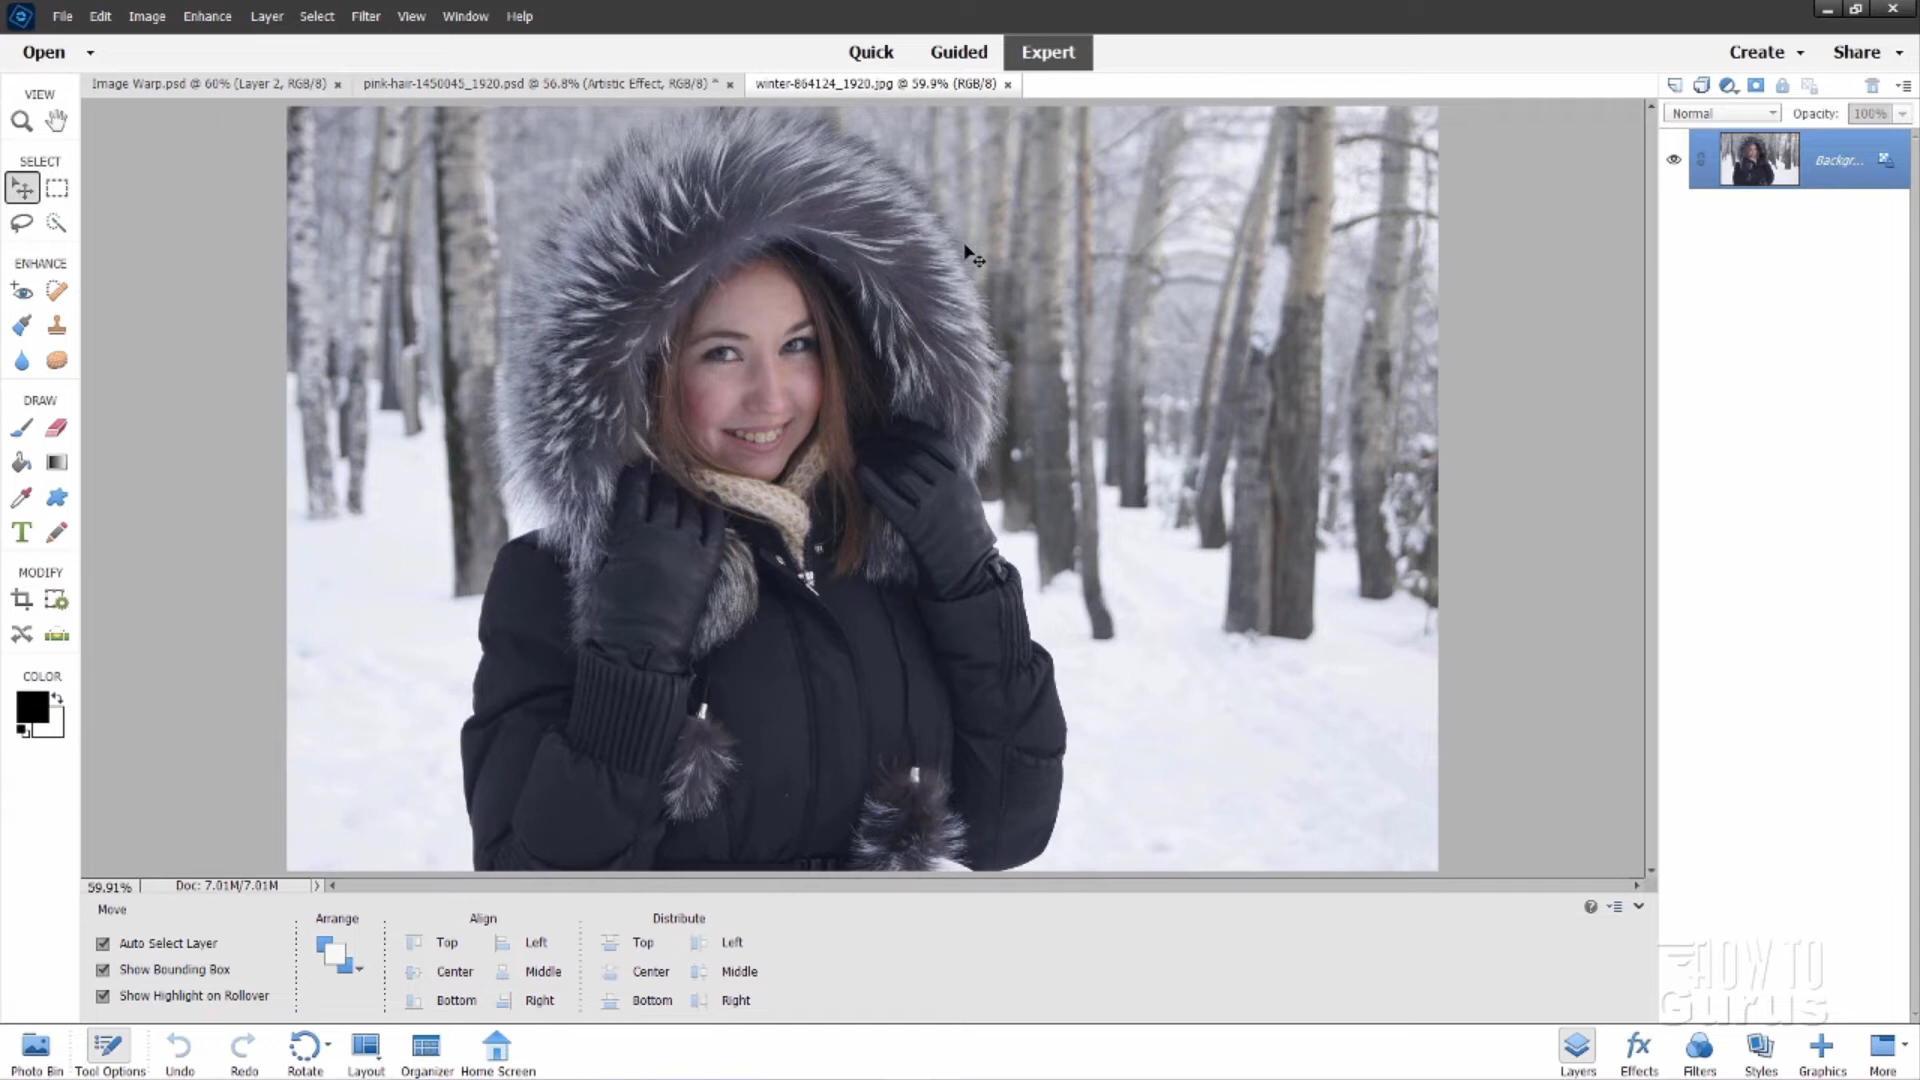 File Edit Image Enhance Layer Select Filter View Window Help
Open Quick Guided Expert Create Share
Image Warp.psd @ 60% (Layer 2, RGB/8) × pink-hair-1450045_1920.psd @ 56.8% (Artistic Effect, RGB/8) * × winter-864124_1920.jpg @ 59.9% (RGB/8) ×
VIEW
Normal Opacity: 100%
SELECT
Backgr...
ENHANCE
DRAW
T
MODIFY
COLOR
59.91% Doc: 7.01M/7.01M
Move
Arrange Align Distribute
Auto Select Layer Top Left Top Left
Show Bounding Box Center Middle Center Middle
Show Highlight on Rollover Bottom Right Bottom Right
HOW TO
Gurus
fx
Photo Bin Tool Options Undo Redo Rotate Layout Organizer Home Screen Layers Effects Filters Styles Graphics More